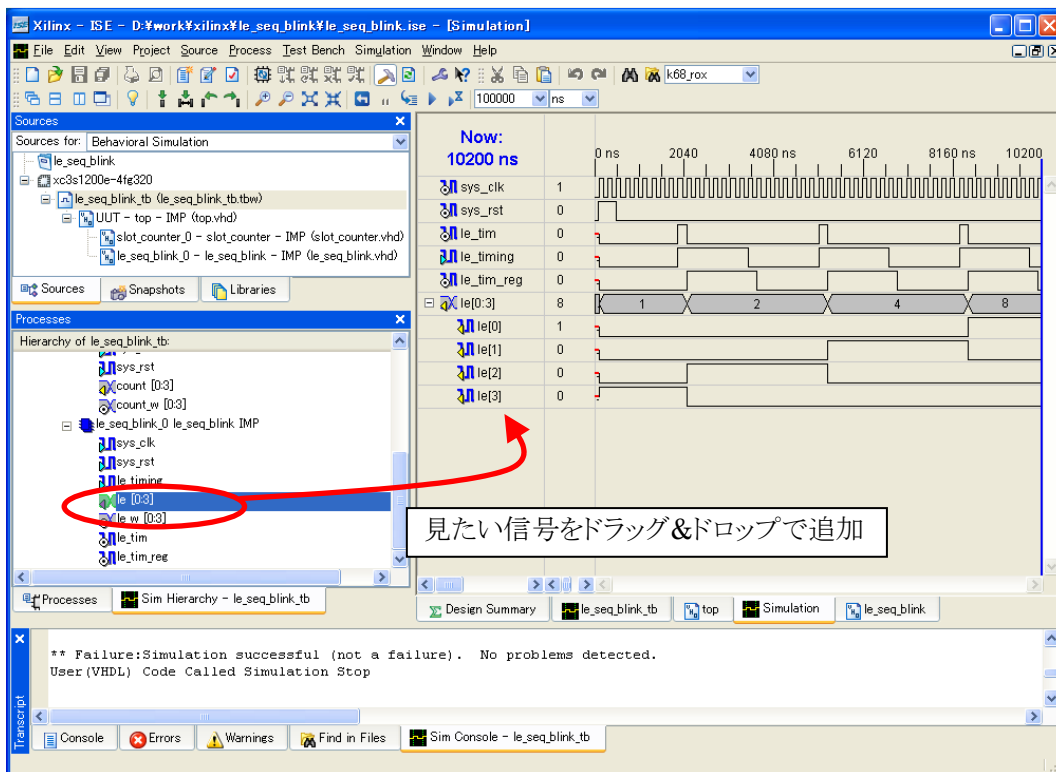 Xilinx - ISE - D:¥work¥xilinx¥le_seq_blink¥le_seq_blink.ise - [Simulation]
File Edit View Project Source Process Test Bench Simulation Window Help
k68_rox
100000 ns
Sources
Sources for: Behavioral Simulation
le_seq_blink
xc3s1200e-4fg320
le_seq_blink_tb (le_seq_blink_tb.tbw)
UUT - top - IMP (top.vhd)
slot_counter_0 - slot_counter - IMP (slot_counter.vhd)
le_seq_blink_0 - le_seq_blink - IMP (le_seq_blink.vhd)
Sources Snapshots Libraries
Processes
Hierarchy of le_seq_blink_tb:
sys_rst
count [0:3]
count_w [0:3]
le_seq_blink_0 le_seq_blink IMP
sys_clk
sys_rst
le_timing
le [0:3]
le_w [0:3]
le_tim
le_tim_reg
Processes Sim Hierarchy - le_seq_blink_tb
Now:
10200 ns
0 ns 2040 4080 ns 6120 8160 ns 10200
sys_clk 1
sys_rst 0
le_tim 0
le_timing 0
le_tim_reg 0
le[0:3] 8 1 2 4 8
le[0] 1
le[1] 0
le[2] 0
le[3] 0
見たい信号をドラッグ&ドロップで追加
Design Summary le_seq_blink_tb top Simulation le_seq_blink
** Failure:Simulation successful (not a failure). No problems detected.
User(VHDL) Code Called Simulation Stop
Transcript
Console Errors Warnings Find in Files Sim Console - le_seq_blink_tb